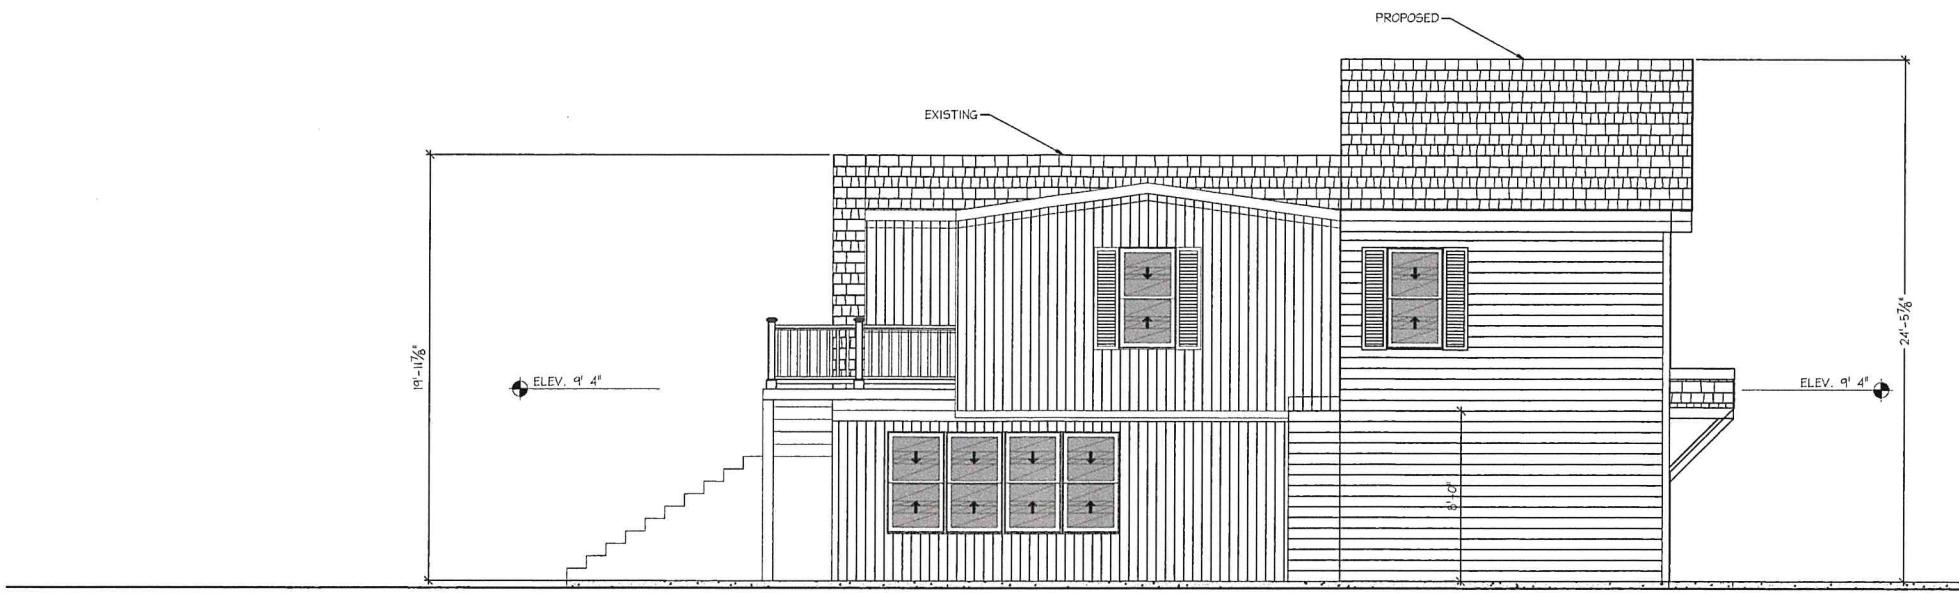 PROPOSED
EXISTING
19'-11⅞"
ELEV. 9' 4"
8'-0"
ELEV. 9' 4"
24'-5⅞"